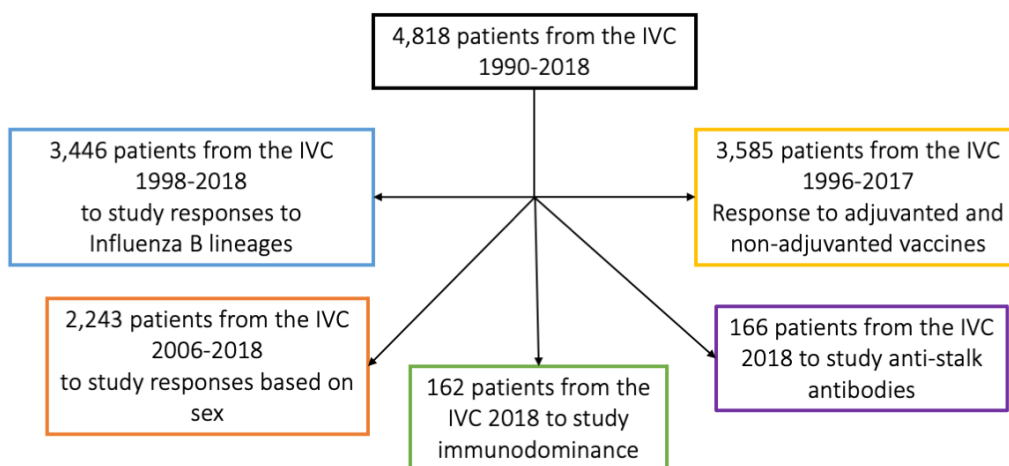 4,818 patients from the IVC
1990-2018
3,446 patients from the IVC
1998-2018
to study responses to
Influenza B lineages
3,585 patients from the IVC
1996-2017
Response to adjuvanted and
non-adjuvanted vaccines
2,243 patients from the IVC
2006-2018
to study responses based on
sex
162 patients from the
IVC 2018 to study
immunodominance
166 patients from the IVC
2018 to study anti-stalk
antibodies